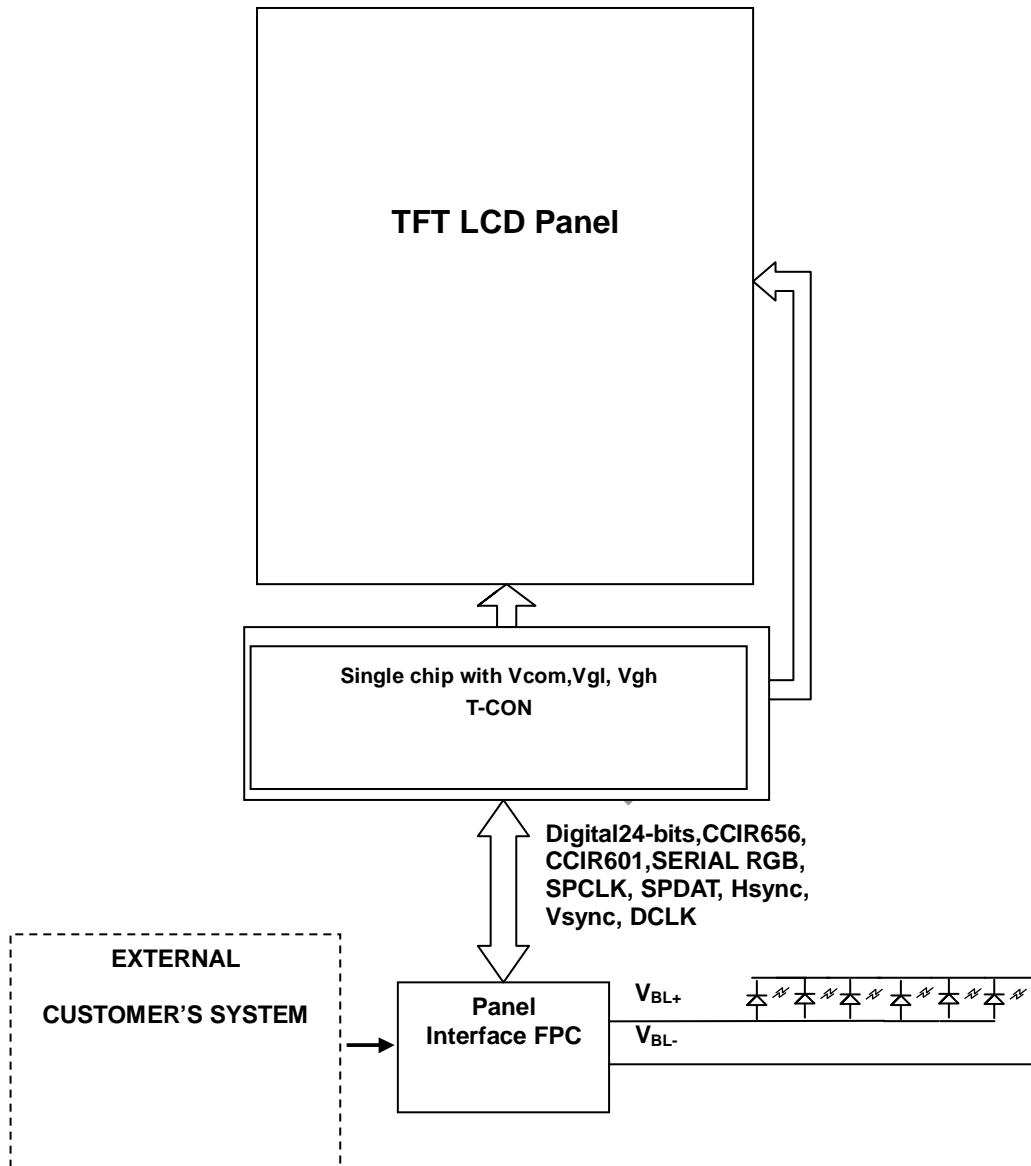 TFT LCD Panel
Single chip with Vcom,Vgl, Vgh
T-CON
Digital24-bits,CCIR656,
CCIR601,SERIAL RGB,
SPCLK, SPDAT, Hsync,
Vsync, DCLK
EXTERNAL
CUSTOMER’S SYSTEM
Panel
Interface FPC
VBL+
VBL-